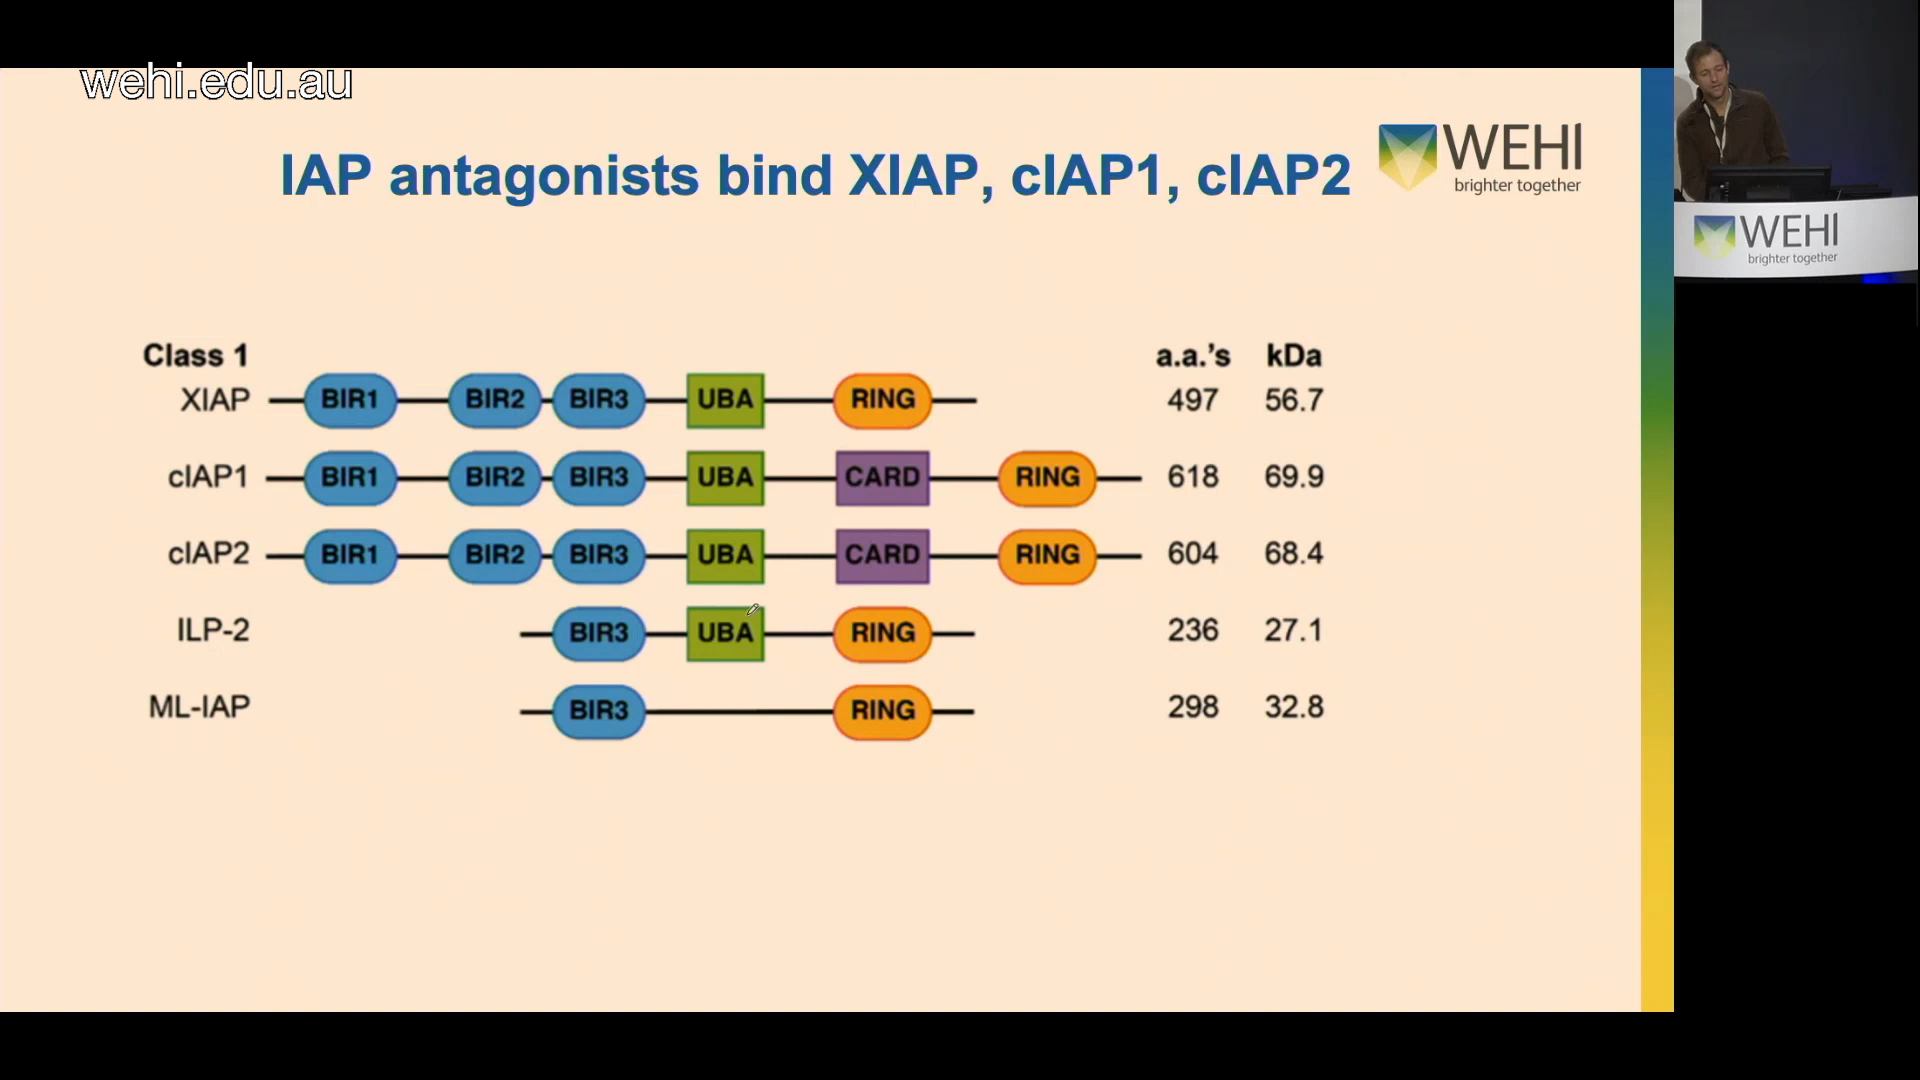 wehi.edu.au
IAP antagonists bind XIAP, cIAP1, cIAP2
WEHI
brighter together
WEHI
brighter together
Class 1 a.a.'s kDa
XIAP BIR1 BIR2 BIR3 UBA RING 497 56.7
cIAP1 BIR1 BIR2 BIR3 UBA CARD RING 618 69.9
cIAP2 BIR1 BIR2 BIR3 UBA CARD RING 604 68.4
ILP-2 BIR3 UBA RING 236 27.1
ML-IAP BIR3 RING 298 32.8